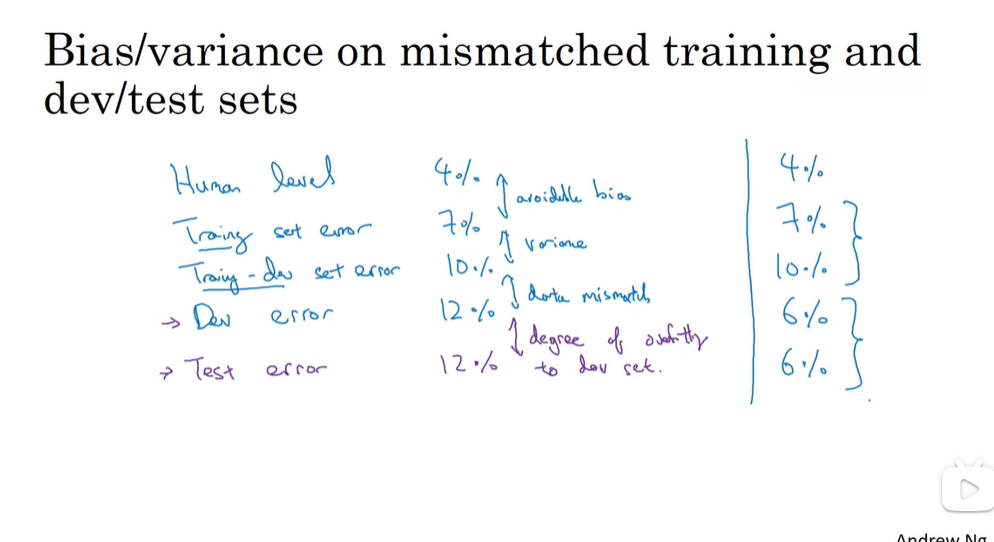 Bias/variance on mismatched training and
dev/test sets
Human level 4% 4%
avoidable bias
Traing set error 7% 7%
variance
Traing-dev set error 10% 10%
data mismatch
→ Dev error 12% 6%
degree of overfitting
→ Test error 12% to dev set. 6%
Andrew Ng